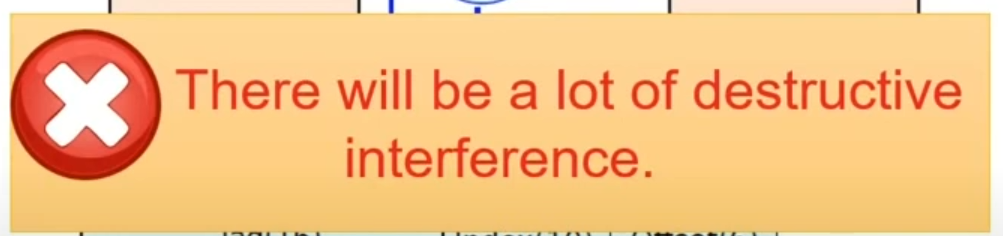 There will be a lot of destructive
interference.